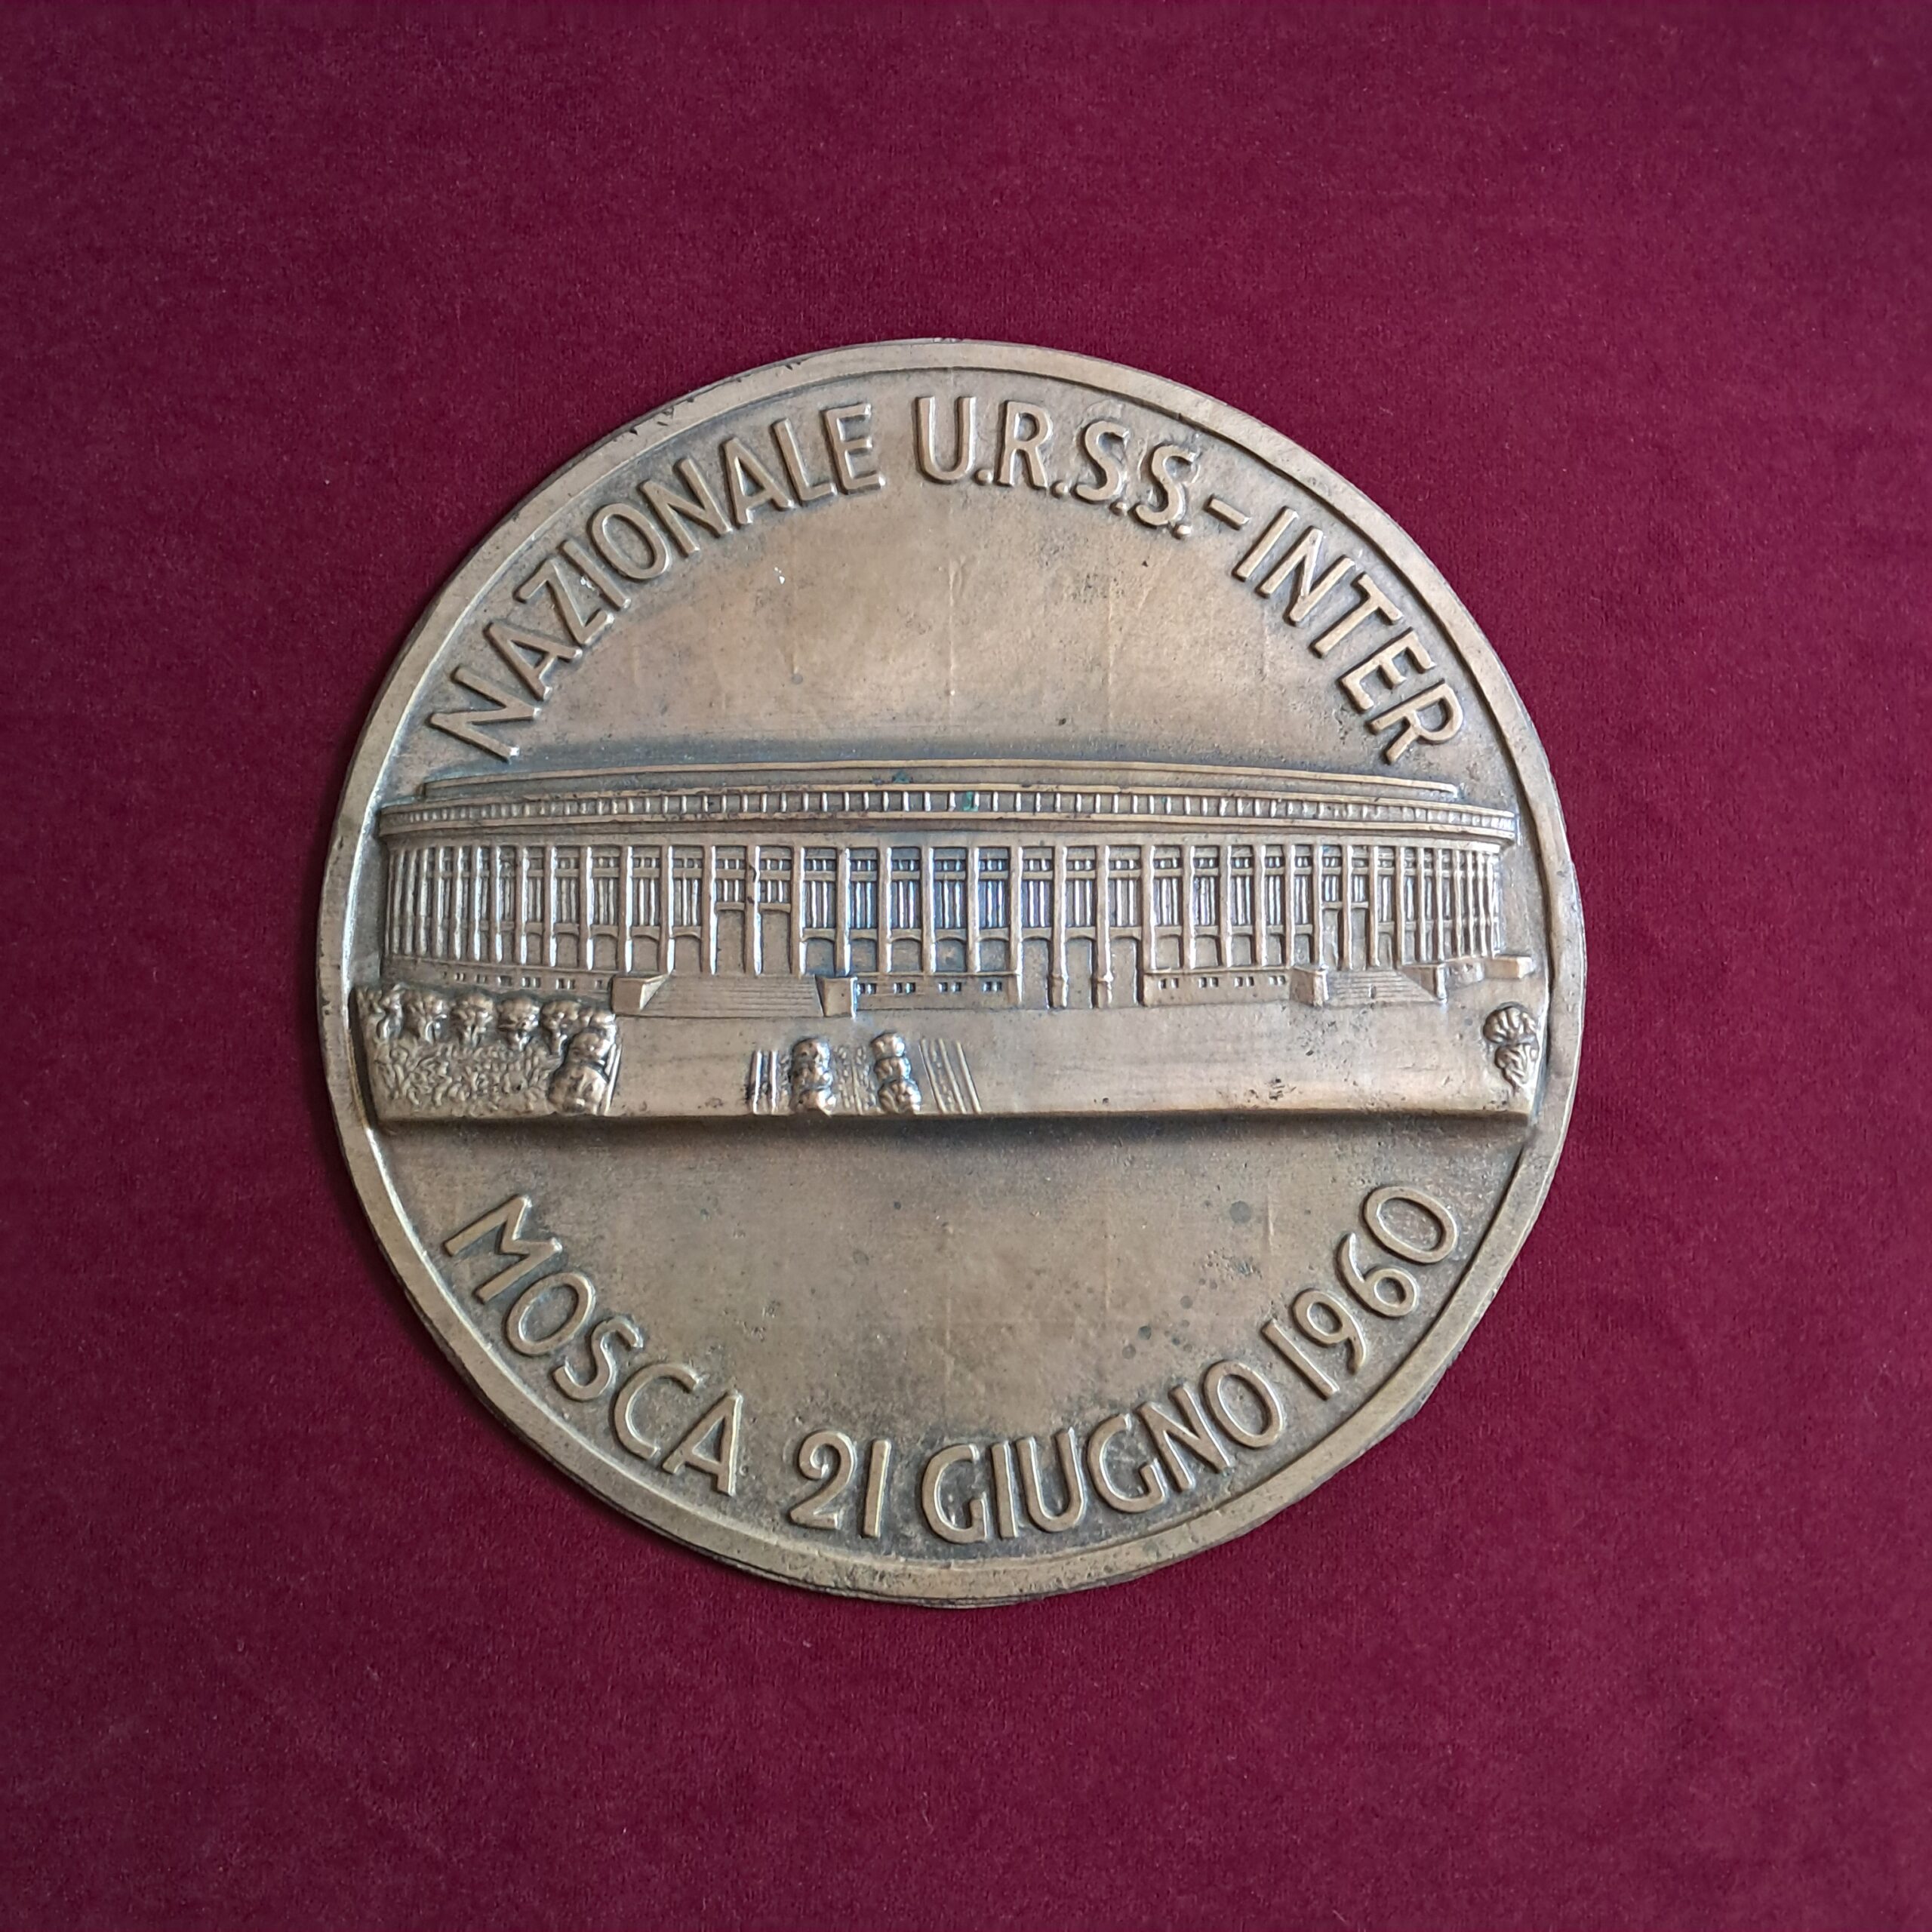 NAZIONALE U.R.S.S.-INTER
MOSCA 21 GIUGNO 1960